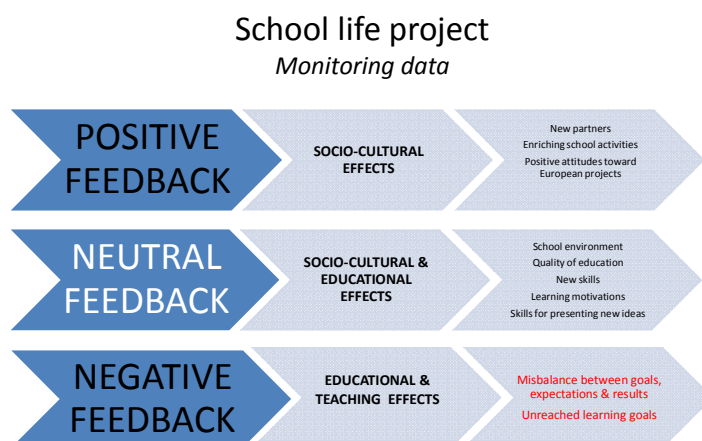 School life project
Monitoring data
POSITIVE
FEEDBACK
SOCIO-CULTURAL
EFFECTS
New partners
Enriching school activities
Positive attitudes toward
European projects
NEUTRAL
FEEDBACK
SOCIO-CULTURAL &
EDUCATIONAL
EFFECTS
School environment
Quality of education
New skills
Learning motivations
Skills for presenting new ideas
NEGATIVE
FEEDBACK
EDUCATIONAL &
TEACHING EFFECTS
Misbalance between goals,
expectations & results
Unreached learning goals